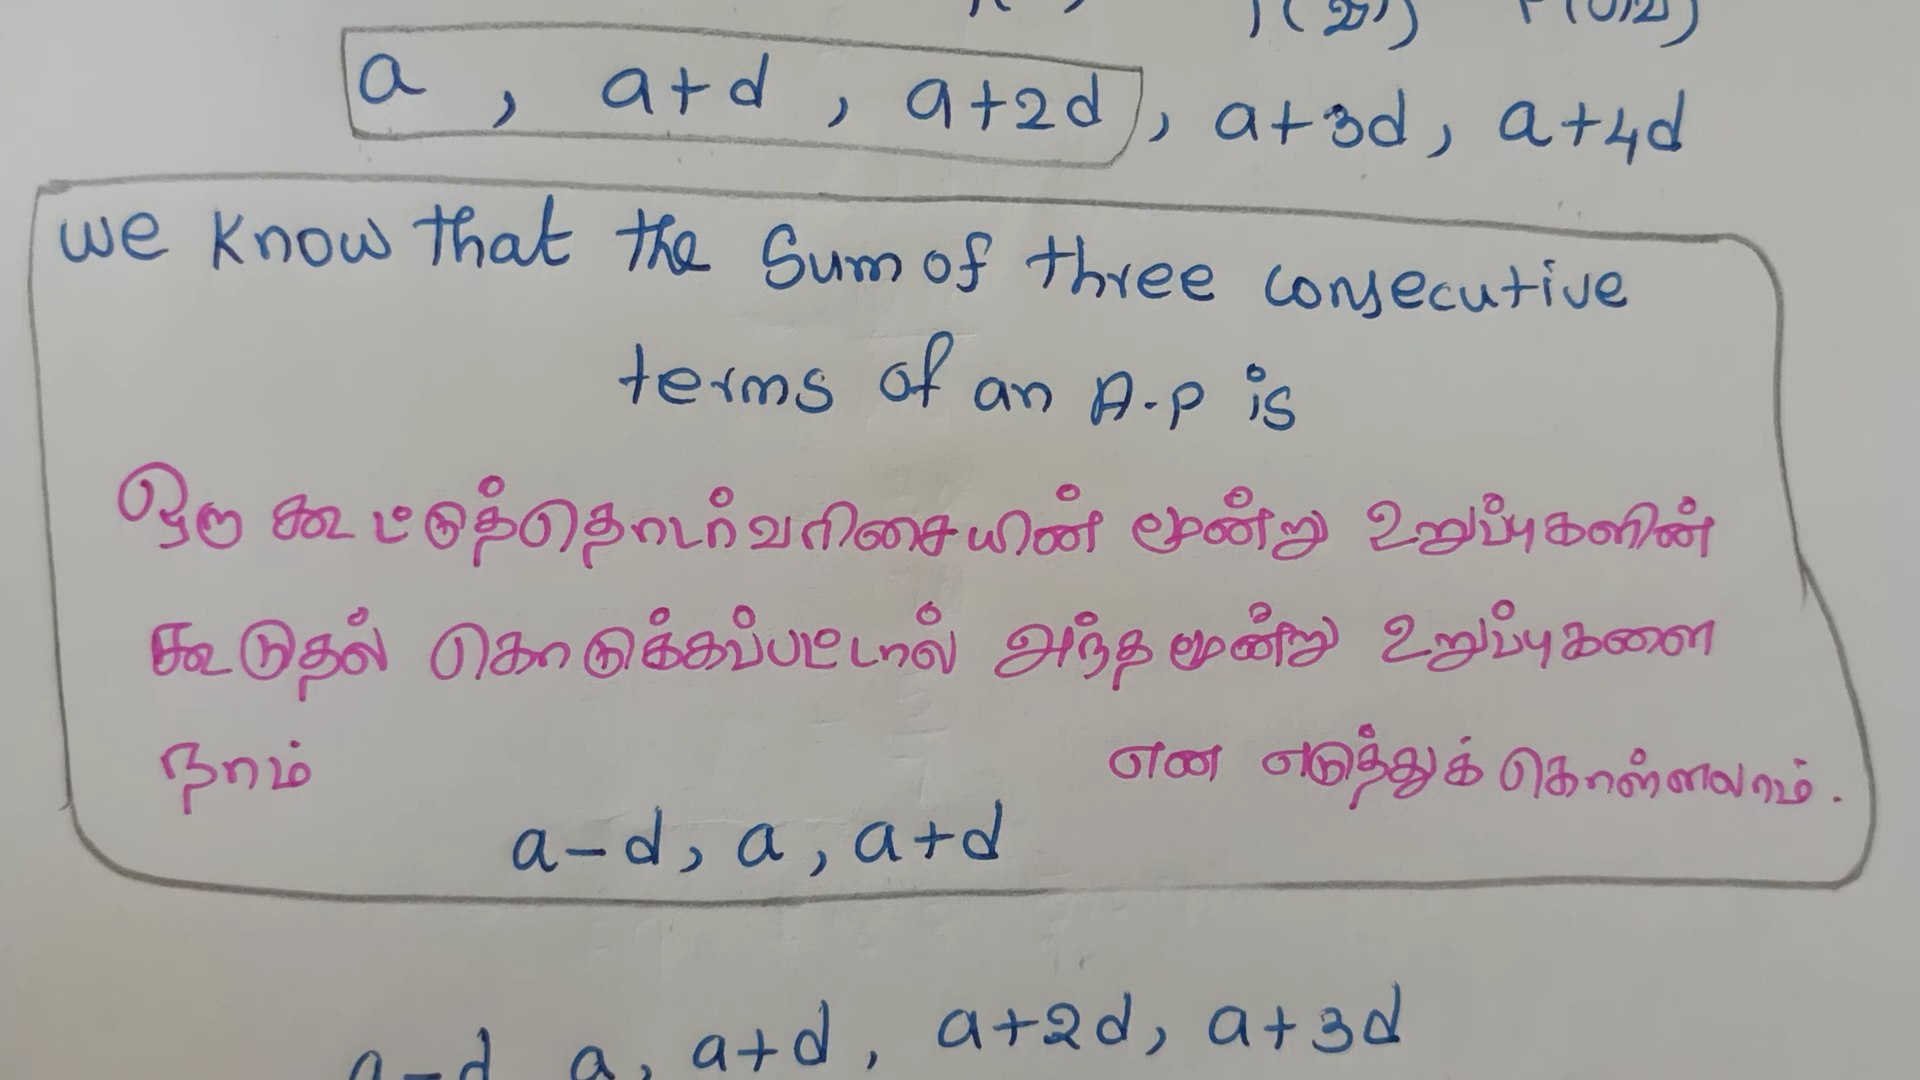 a , a+d , a+2d , a+3d , a+4d
we know that the sum of three consecutive
terms of an A.P is
ஒரு கூட்டுத்தொடர்வரிசையின் மூன்று உறுப்புகளின்
கூடுதல் கொடுக்கப்பட்டால் அந்த மூன்று உறுப்புகளை
நாம் என எடுத்துக் கொள்ளலாம்.
a-d, a, a+d
a-d a, a+d, a+2d, a+3d